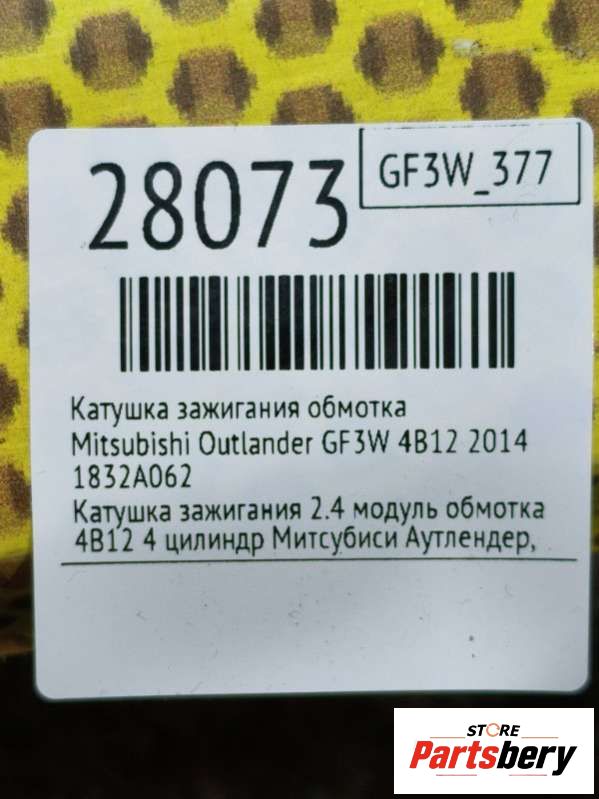 28073
GF3W_377
Катушка зажигания обмотка
Mitsubishi Outlander GF3W 4B12 2014
1832A062
Катушка зажигания 2.4 модуль обмотка
4B12 4 цилиндр Митсубиси Аутлендер,
STORE
Partsbery